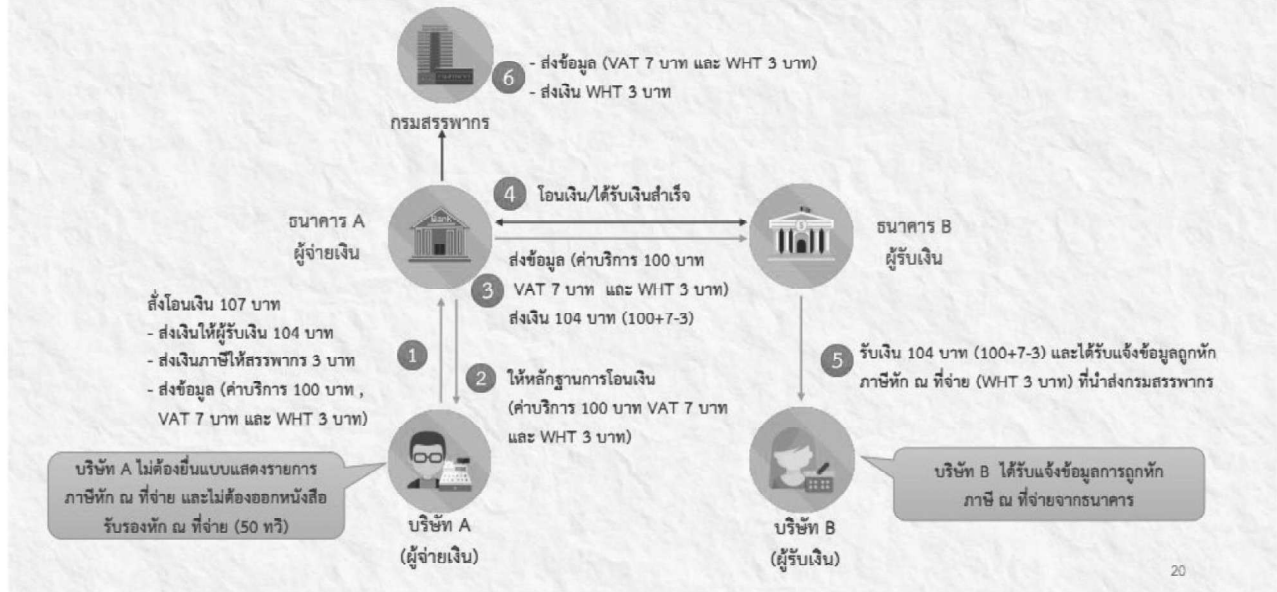 6
- ส่งข้อมูล (VAT 7 บาท และ WHT 3 บาท)
- ส่งเงิน WHT 3 บาท
กรมสรรพากร
4
โอนเงิน/ได้รับเงินสำเร็จ
ธนาคาร A
ผู้จ่ายเงิน
Bank
ธนาคาร B
ผู้รับเงิน
3
ส่งข้อมูล (ค่าบริการ 100 บาท
VAT 7 บาท และ WHT 3 บาท)
ส่งเงิน 104 บาท (100+7-3)
สั่งโอนเงิน 107 บาท
- ส่งเงินให้ผู้รับเงิน 104 บาท
- ส่งเงินภาษีให้สรรพากร 3 บาท
- ส่งข้อมูล (ค่าบริการ 100 บาท ,
VAT 7 บาท และ WHT 3 บาท)
1
2
ให้หลักฐานการโอนเงิน
(ค่าบริการ 100 บาท VAT 7 บาท
และ WHT 3 บาท)
5
รับเงิน 104 บาท (100+7-3) และได้รับแจ้งข้อมูลถูกหัก
ภาษีหัก ณ ที่จ่าย (WHT 3 บาท) ที่นำส่งกรมสรรพากร
บริษัท A ไม่ต้องยื่นแบบแสดงรายการ
ภาษีหัก ณ ที่จ่าย และไม่ต้องออกหนังสือ
รับรองหัก ณ ที่จ่าย (50 ทวิ)
บริษัท A
(ผู้จ่ายเงิน)
บริษัท B
(ผู้รับเงิน)
บริษัท B ได้รับแจ้งข้อมูลการถูกหัก
ภาษี ณ ที่จ่ายจากธนาคาร
20